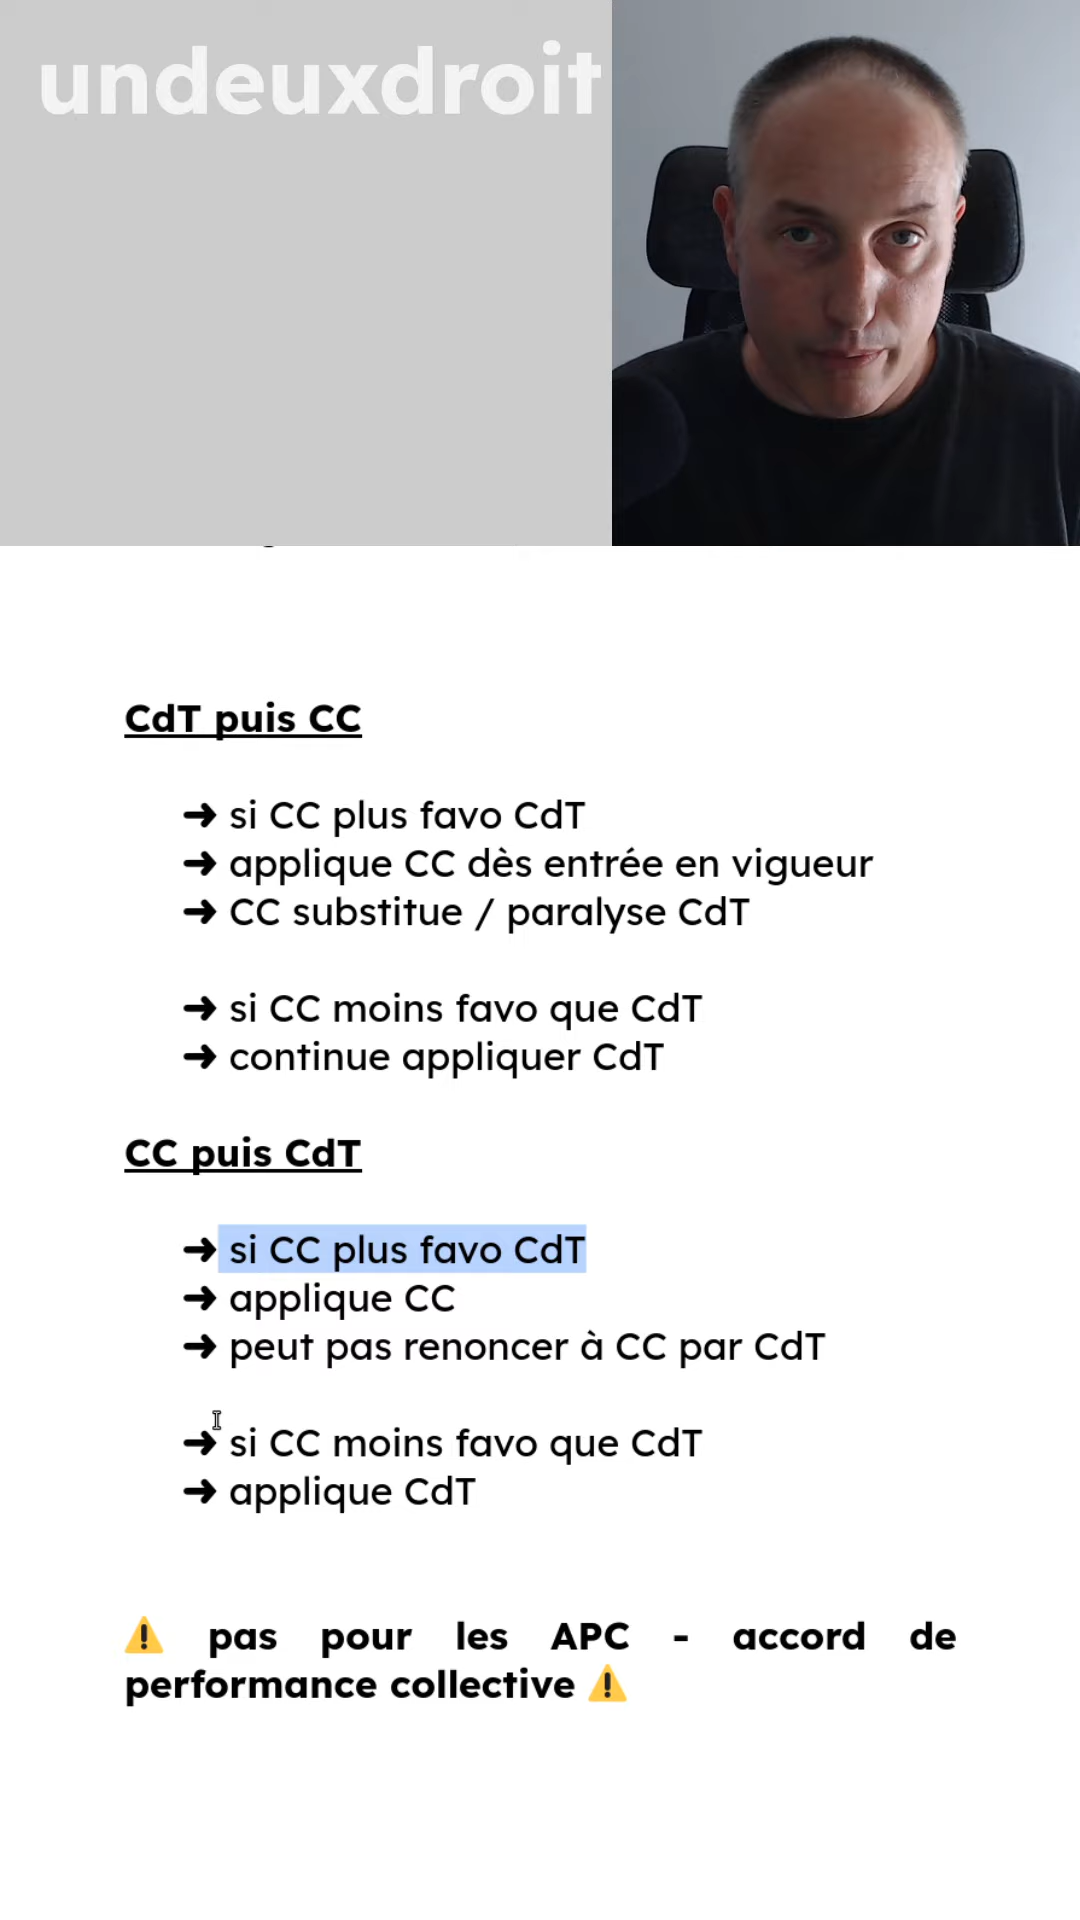 undeuxdroit
CdT puis CC
➜ si CC plus favo CdT
➜ applique CC dès entrée en vigueur
➜ CC substitue / paralyse CdT
➜ si CC moins favo que CdT
➜ continue appliquer CdT
CC puis CdT
➜ si CC plus favo CdT
➜ applique CC
➜ peut pas renoncer à CC par CdT
➜ si CC moins favo que CdT
➜ applique CdT
⚠️ pas pour les APC - accord de
performance collective ⚠️